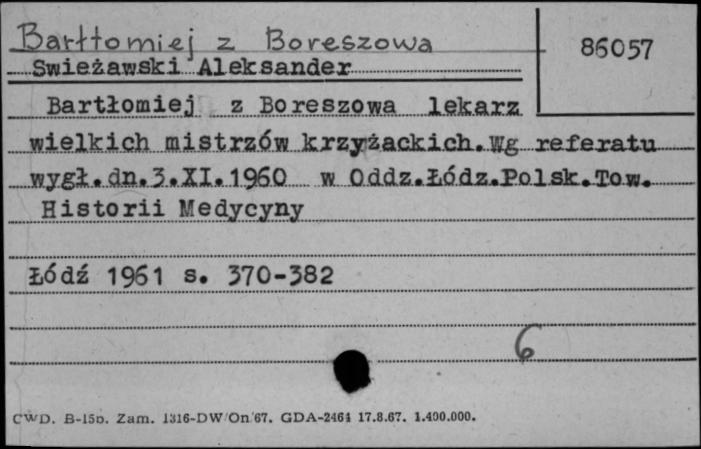 Bartłomiej z Boreszowa
86057
Swieżawski Aleksander
Bartłomiej z Boreszowa lekarz
wielkich mistrzów krzyżackich.Wg referatu
wygł.dn.3.XI.1960 w Oddz.Łódz.Polsk.Tow.
Historii Medycyny
Łódź 1961 s. 370-382
6
CWD. B-15b. Zam. 1316-DW/On/67. GDA-2461 17.8.67. 1.400.000.